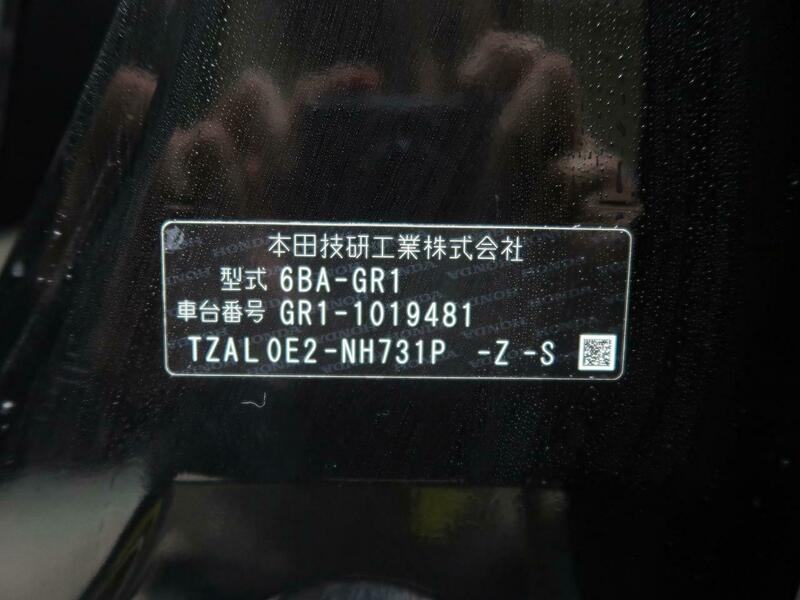 本田技研工業株式会社
型式 6BA-GR1
車台番号 GR1-1019481
TZAL0E2-NH731P -Z-S